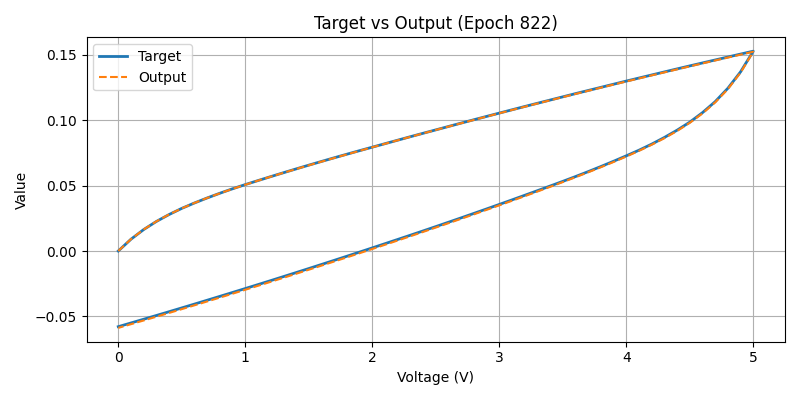 Target vs Output (Epoch 822)
Target
Output
0.15
0.10
0.05
0.00
−0.05
Value
0 1 2 3 4 5
Voltage (V)